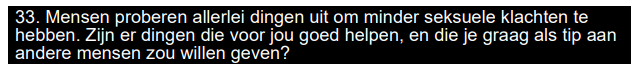 33. Mensen proberen allerlei dingen uit om minder seksuele klachten te
hebben. Zijn er dingen die voor jou goed helpen, en die je graag als tip aan
andere mensen zou willen geven?